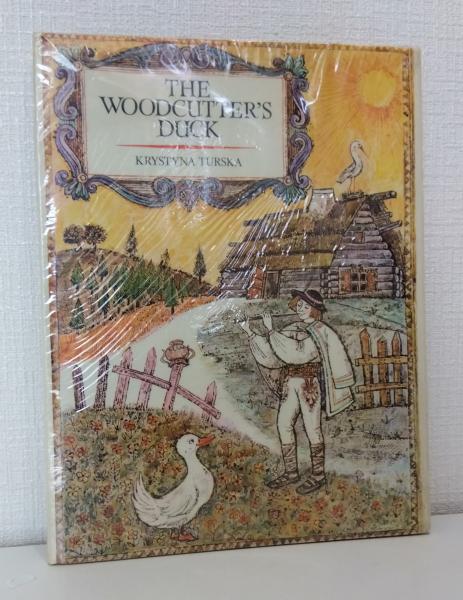 THE
WOODCUTTER'S
DUCK
KRYSTYNA TURSKA